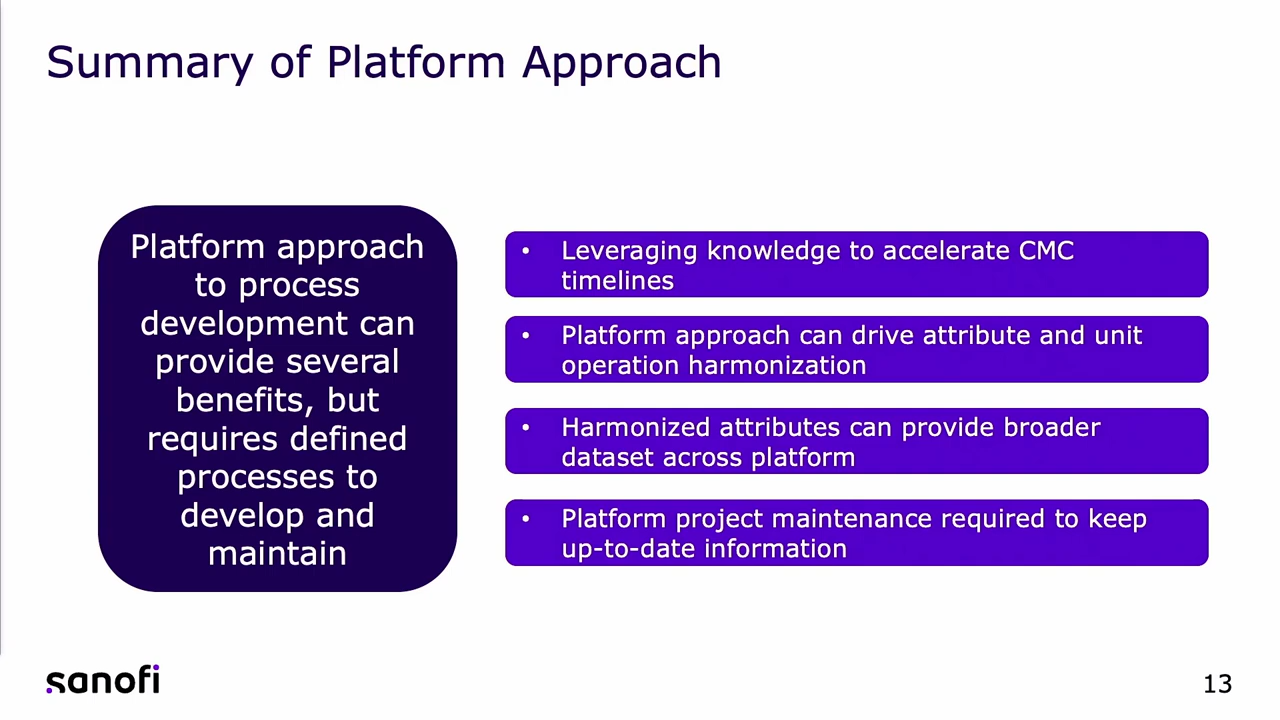 Summary of Platform Approach
Platform approach
to process
development can
provide several
benefits, but
requires defined
processes to
develop and
maintain
• Leveraging knowledge to accelerate CMC
timelines
• Platform approach can drive attribute and unit
operation harmonization
• Harmonized attributes can provide broader
dataset across platform
• Platform project maintenance required to keep
up-to-date information
sanofi
13